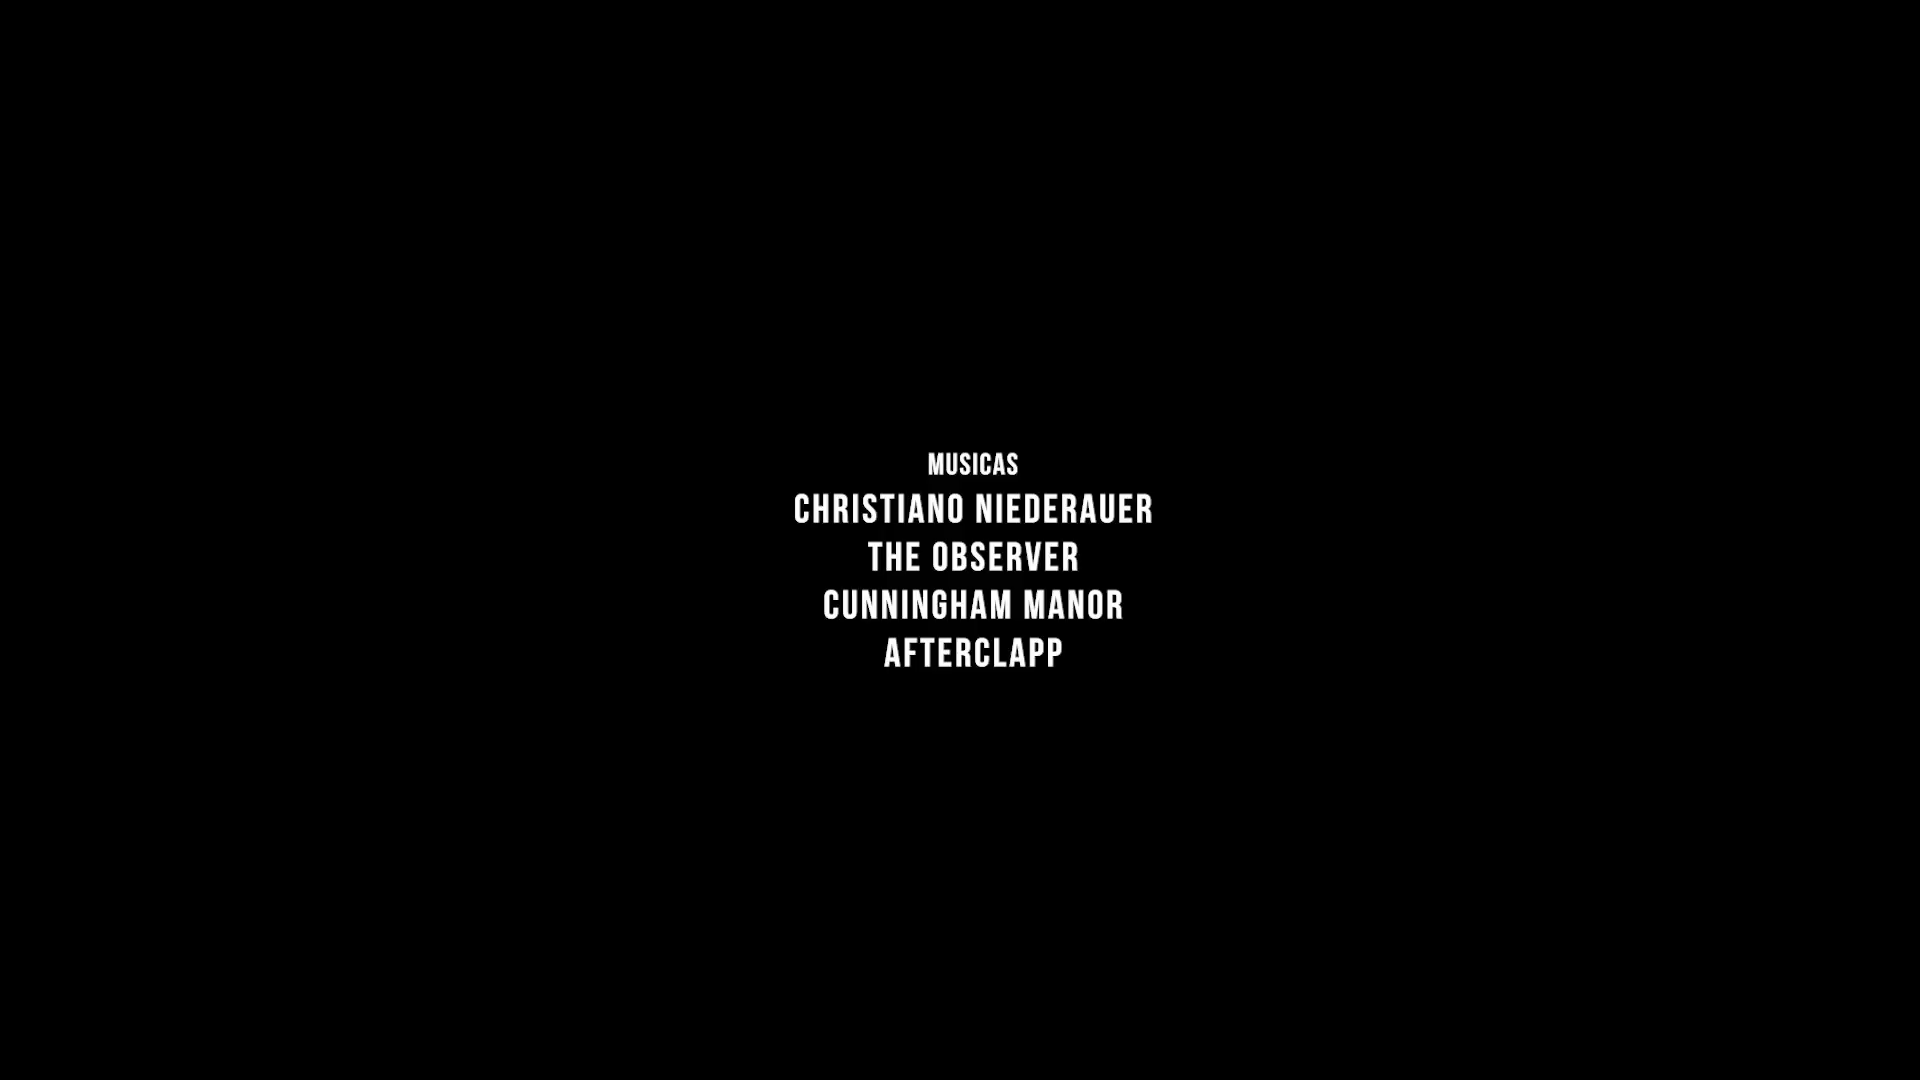 MUSICAS
CHRISTIANO NIEDERAUER
THE OBSERVER
CUNNINGHAM MANOR
AFTERCLAPP